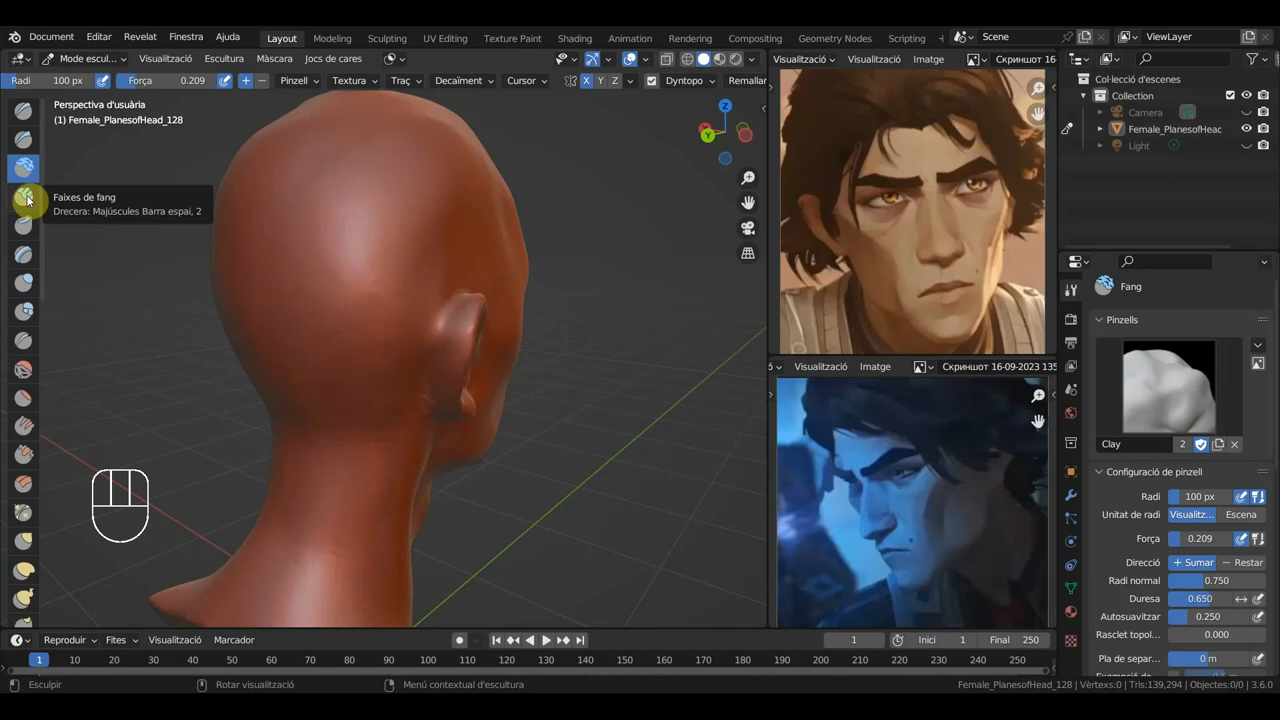 Document Editar Revelat Finestra Ajuda Layout Modeling Sculpting UV Editing Texture Paint Shading Animation Rendering Compositing Geometry Nodes Scripting Scene ViewLayer
Mode escul... Visualització Escultura Màscara Jocs de cares
Visualització Visualització Imatge Скриншот 16
Radi 100 px Força 0.209 Pinzell Textura Traç Decaïment Cursor X Y Z Dyntopo Remallar
Col·lecció d'escenes
Collection
Camera
Female_PlanesofHeac
Light
Perspectiva d'usuària
(1) Female_PlanesofHead_128
Z
Y
Faixes de fang
Drecera: Majúscules Barra espai, 2
Visualització Imatge Скриншот 16-09-2023 135
Fang
Pinzells
Clay 2
Configuració de pinzell
Radi 100 px
Unitat de radi Visualitz... Escena
Força 0.209
Direcció + Sumar — Restar
Radi normal 0.750
Duresa 0.650
Autosuavitzar 0.250
Rasclet topol... 0.000
Pla de separ... 0 m
Reproduir Fites Visualització Marcador 1 Inici 1 Final 250
1 10 20 30 40 50 60 70 80 90 100 110 120 130 140 150 160 170 180 190 200 210 220 230 240 250
Esculpir Rotar visualització Menú contextual d'escultura Female_PlanesofHead_128 | Vèrtexs:0 | Tris:139,294 | Objectes:0/0 | 3.6.0